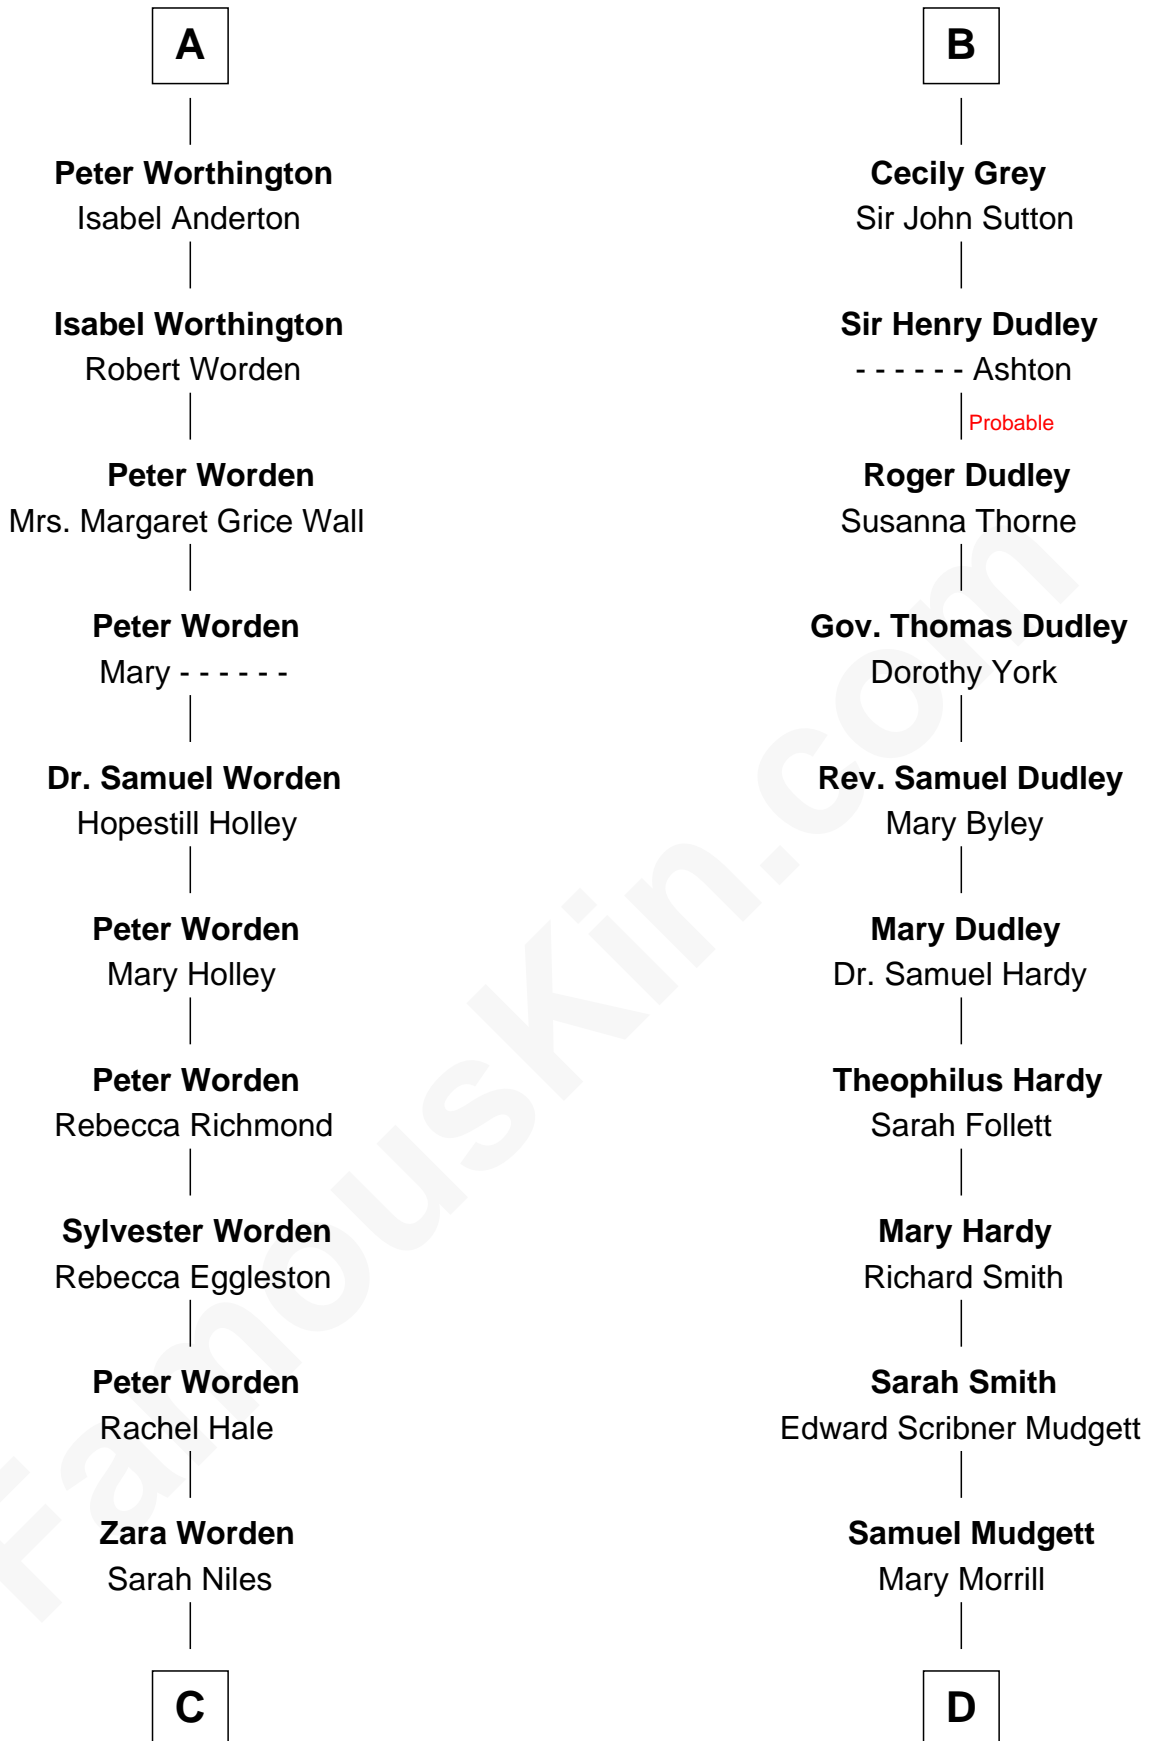 A
Peter Worthington
Isabel Anderton
Isabel Worthington
Robert Worden
Peter Worden
Mrs. Margaret Grice Wall
Peter Worden
Mary - - - - - -
Dr. Samuel Worden
Hopestill Holley
Peter Worden
Mary Holley
Peter Worden
Rebecca Richmond
Sylvester Worden
Rebecca Eggleston
Peter Worden
Rachel Hale
Zara Worden
Sarah Niles
C
B
Cecily Grey
Sir John Sutton
Sir Henry Dudley
- - - - - - Ashton
Probable
Roger Dudley
Susanna Thorne
Gov. Thomas Dudley
Dorothy York
Rev. Samuel Dudley
Mary Byley
Mary Dudley
Dr. Samuel Hardy
Theophilus Hardy
Sarah Follett
Mary Hardy
Richard Smith
Sarah Smith
Edward Scribner Mudgett
Samuel Mudgett
Mary Morrill
D
FamousKin.com